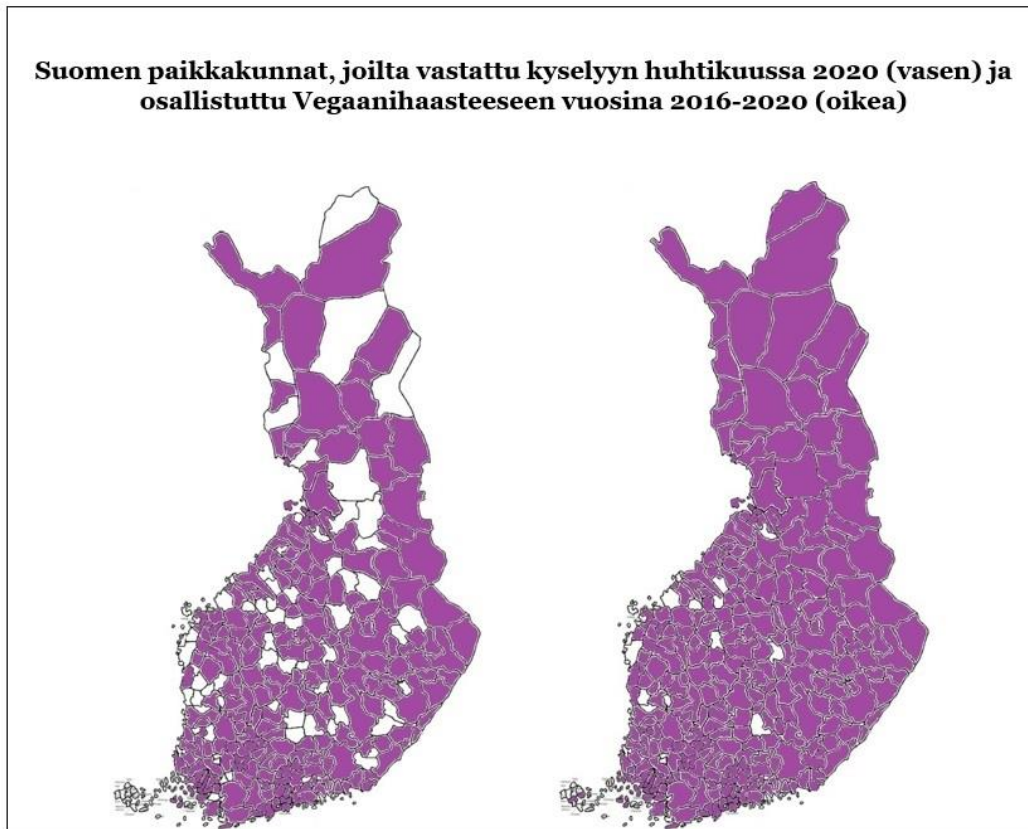 Suomen paikkakunnat, joilta vastattu kyselyyn huhtikuussa 2020 (vasen) ja
osallistuttu Vegaanihaasteeseen vuosina 2016-2020 (oikea)